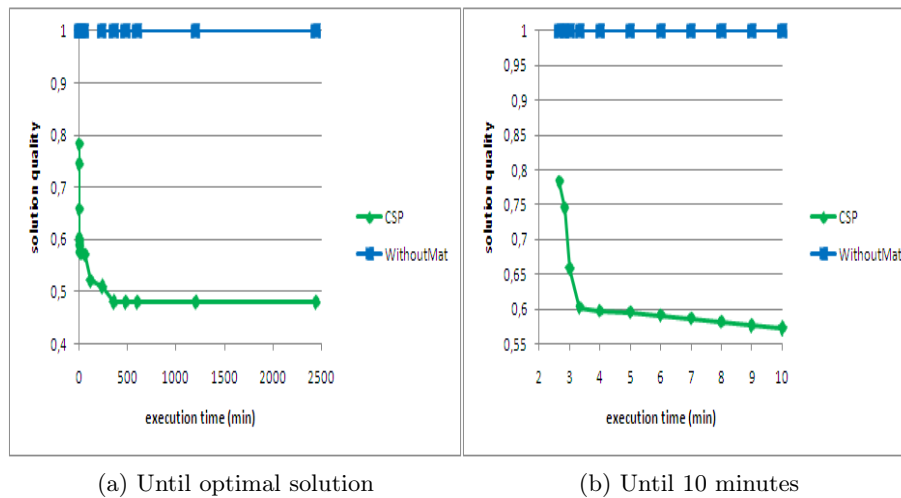 1
0,9
0,8
0,7
0,6
0,5
0,4
solution quality
0 500 1000 1500 2000 2500
execution time (min)
CSP
WithoutMat
1
0,95
0,9
0,85
0,8
0,75
0,7
0,65
0,6
0,55
solution quality
2 3 4 5 6 7 8 9 10
execution time (min)
CSP
WithoutMat
(a) Until optimal solution
(b) Until 10 minutes